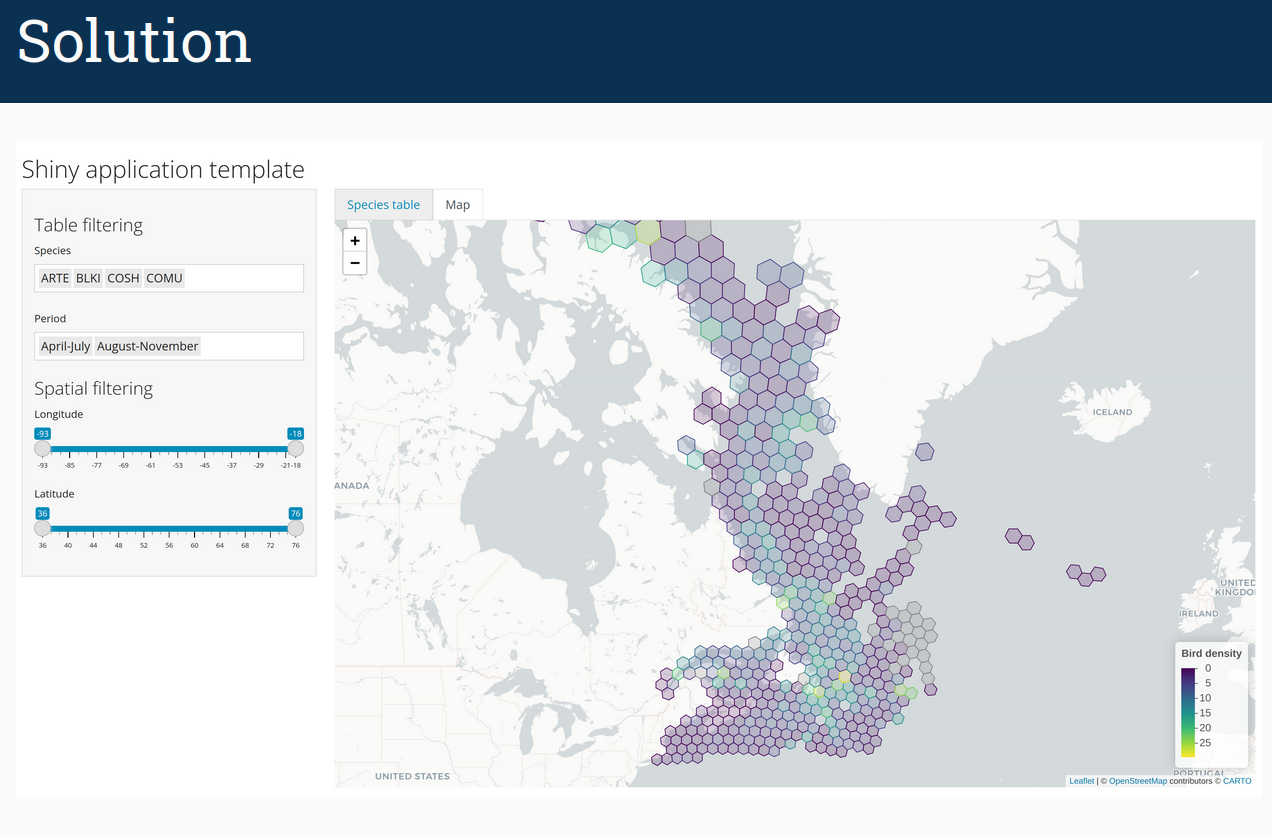 Solution
Shiny application template
Table filtering
Species
ARTE BLKI COSH COMU
Period
April-July August-November
Spatial filtering
Longitude
-93 -18
-93 -85 -77 -69 -61 -53 -45 -37 -29 -21 -18
Latitude
36 76
36 40 44 48 52 56 60 64 68 72 76
Species table Map
+
−
ICELAND
ANADA
UNITED
KINGDO
IRELAND
Bird density
0
5
10
15
20
25
PORTUGAL
UNITED STATES
Leaflet | © OpenStreetMap contributors © CARTO